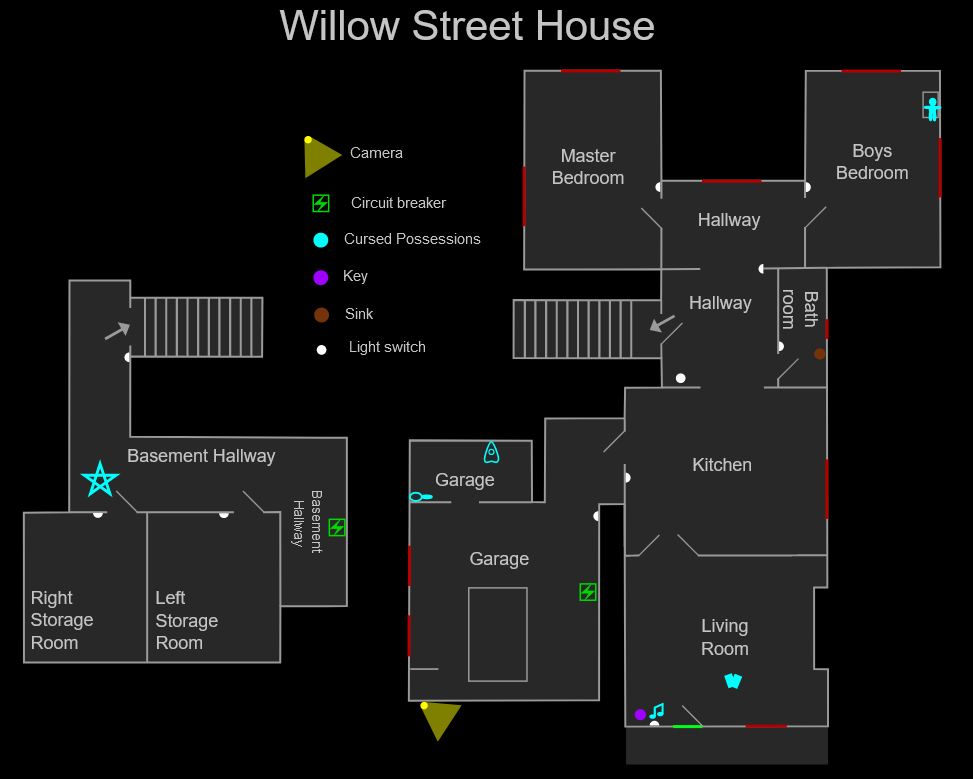 Willow Street House
Camera
Circuit breaker
Cursed Possessions
Key
Sink
Light switch
Master
Bedroom
Boys
Bedroom
Hallway
Hallway
Bath
room
Kitchen
Garage
Garage
Living
Room
Basement Hallway
Basement
Hallway
Right
Storage
Room
Left
Storage
Room